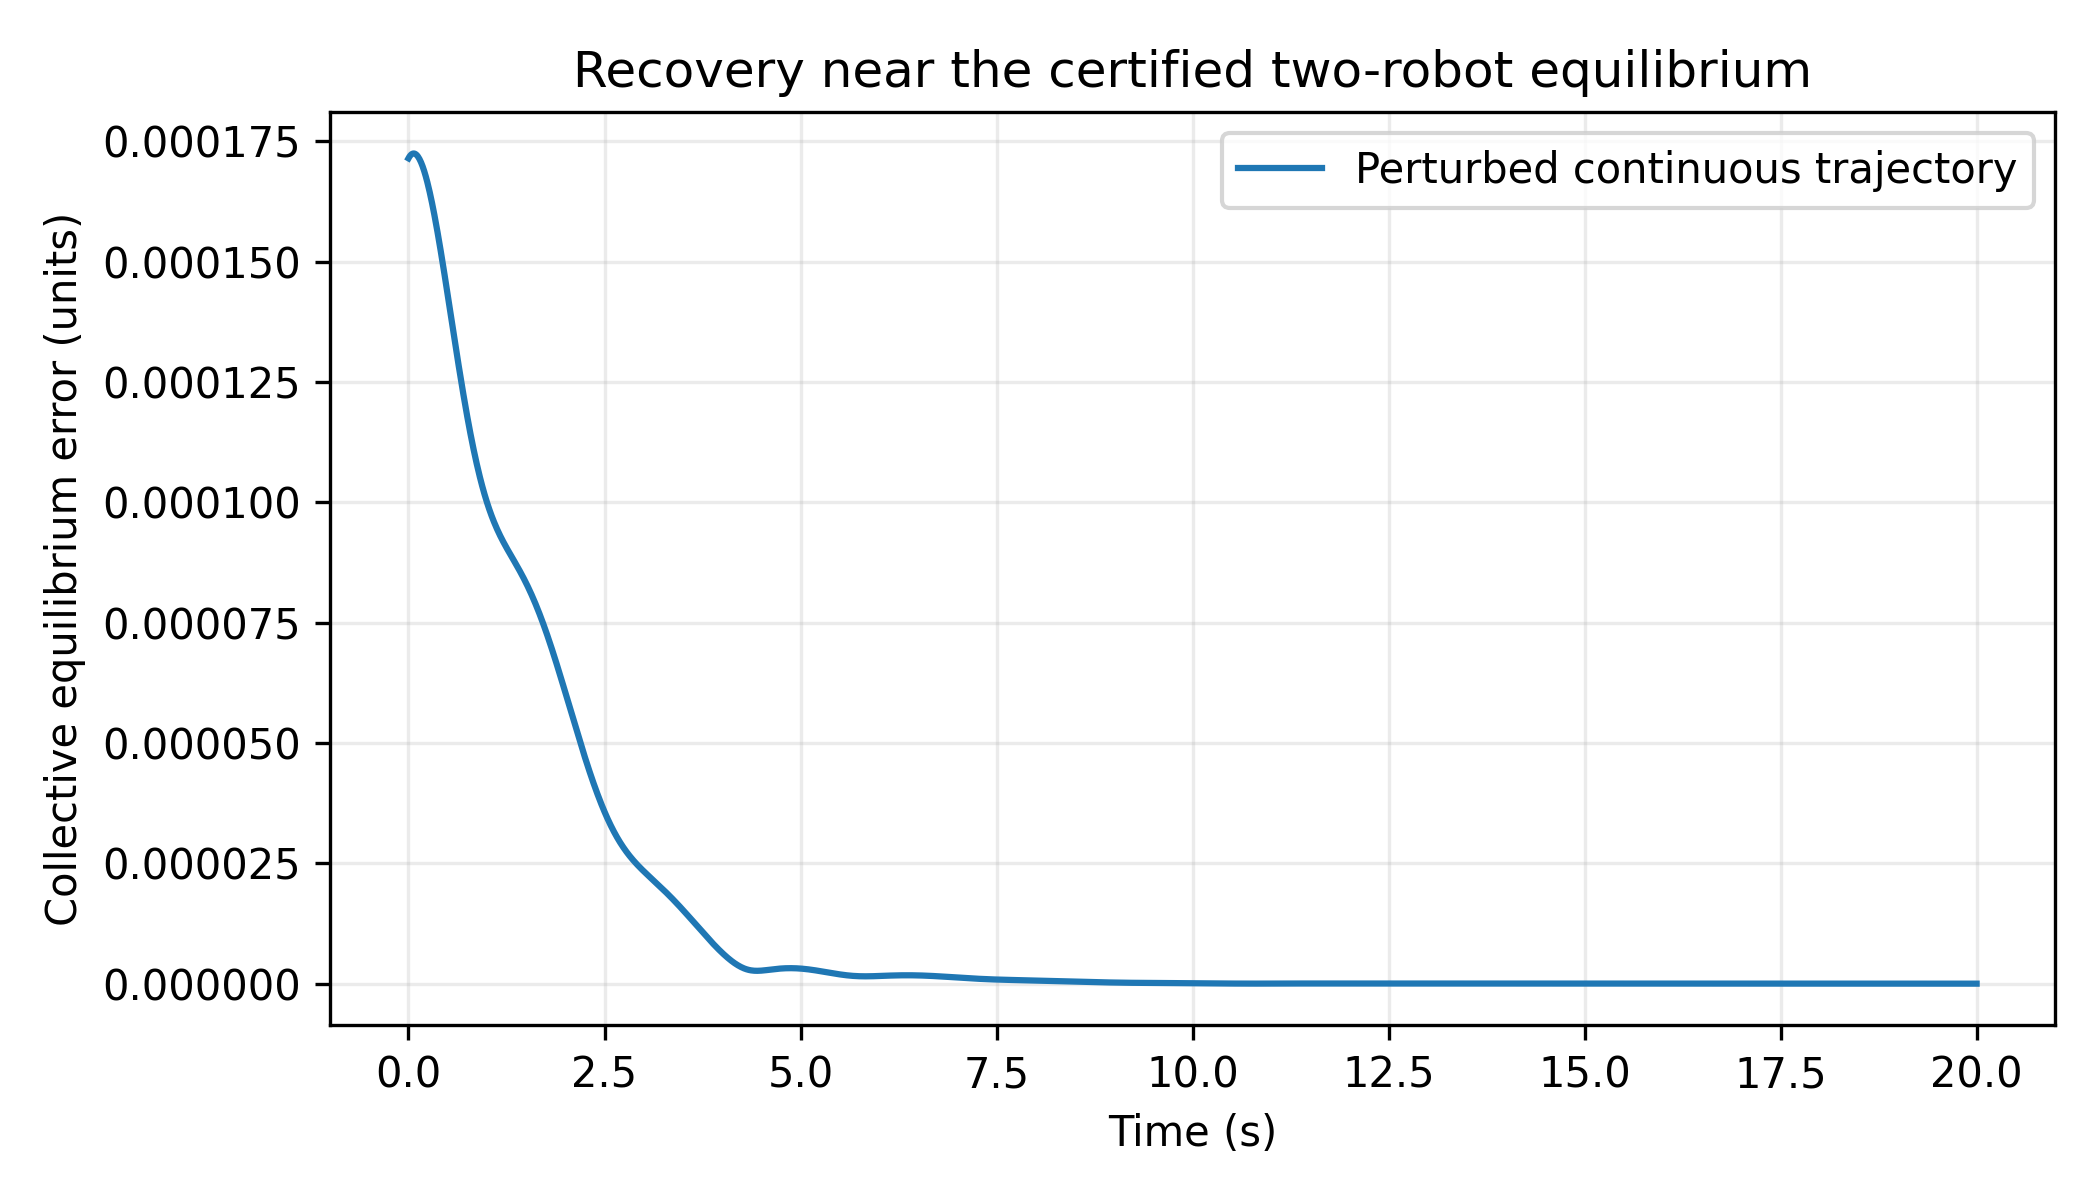 Recovery near the certified two-robot equilibrium
Perturbed continuous trajectory
Collective equilibrium error (units)
0.000175
0.000150
0.000125
0.000100
0.000075
0.000050
0.000025
0.000000
0.0 2.5 5.0 7.5 10.0 12.5 15.0 17.5 20.0
Time (s)